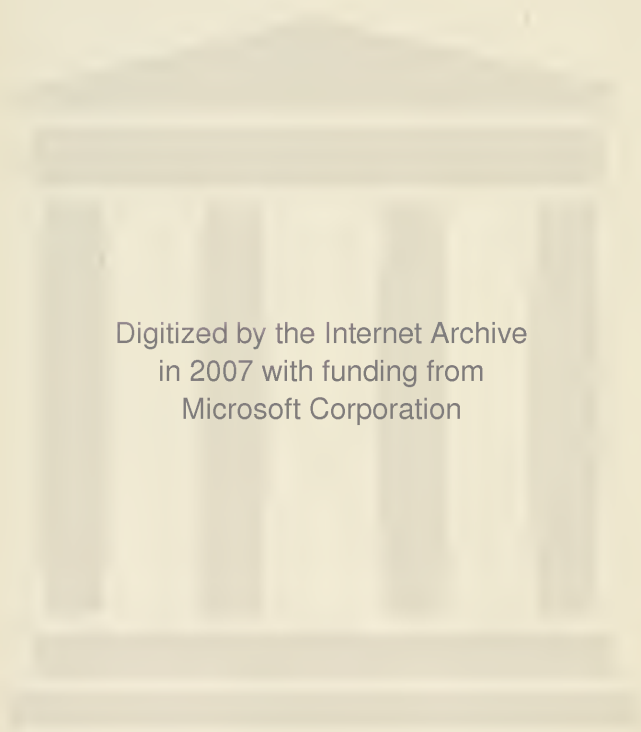 Digitized by the Internet Archive
in 2007 with funding from
Microsoft Corporation